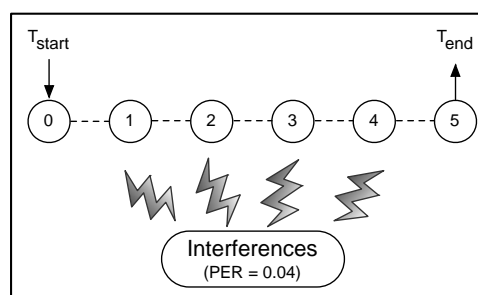 T_start T_end
0 1 2 3 4 5
Interferences
(PER = 0.04)